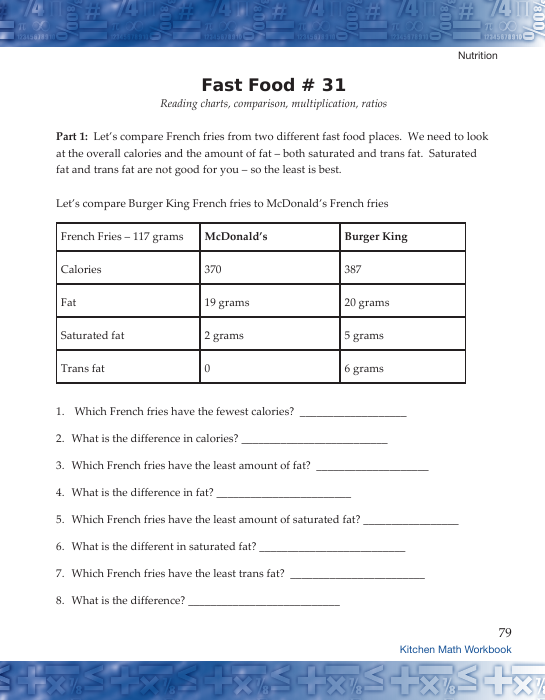 Nutrition
Fast Food # 31
Reading charts, comparison, multiplication, ratios
Part 1: Let's compare French fries from two different fast food places. We need to look
at the overall calories and the amount of fat – both saturated and trans fat. Saturated
fat and trans fat are not good for you – so the least is best.
Let's compare Burger King French fries to McDonald's French fries
French Fries – 117 grams McDonald's Burger King
Calories 370 387
Fat 19 grams 20 grams
Saturated fat 2 grams 5 grams
Trans fat 0 6 grams
1. Which French fries have the fewest calories? ___________________
2. What is the difference in calories? __________________________
3. Which French fries have the least amount of fat? ____________________
4. What is the difference in fat? ________________________
5. Which French fries have the least amount of saturated fat? _________________
6. What is the different in saturated fat? __________________________
7. Which French fries have the least trans fat? ________________________
8. What is the difference? ___________________________
79
Kitchen Math Workbook